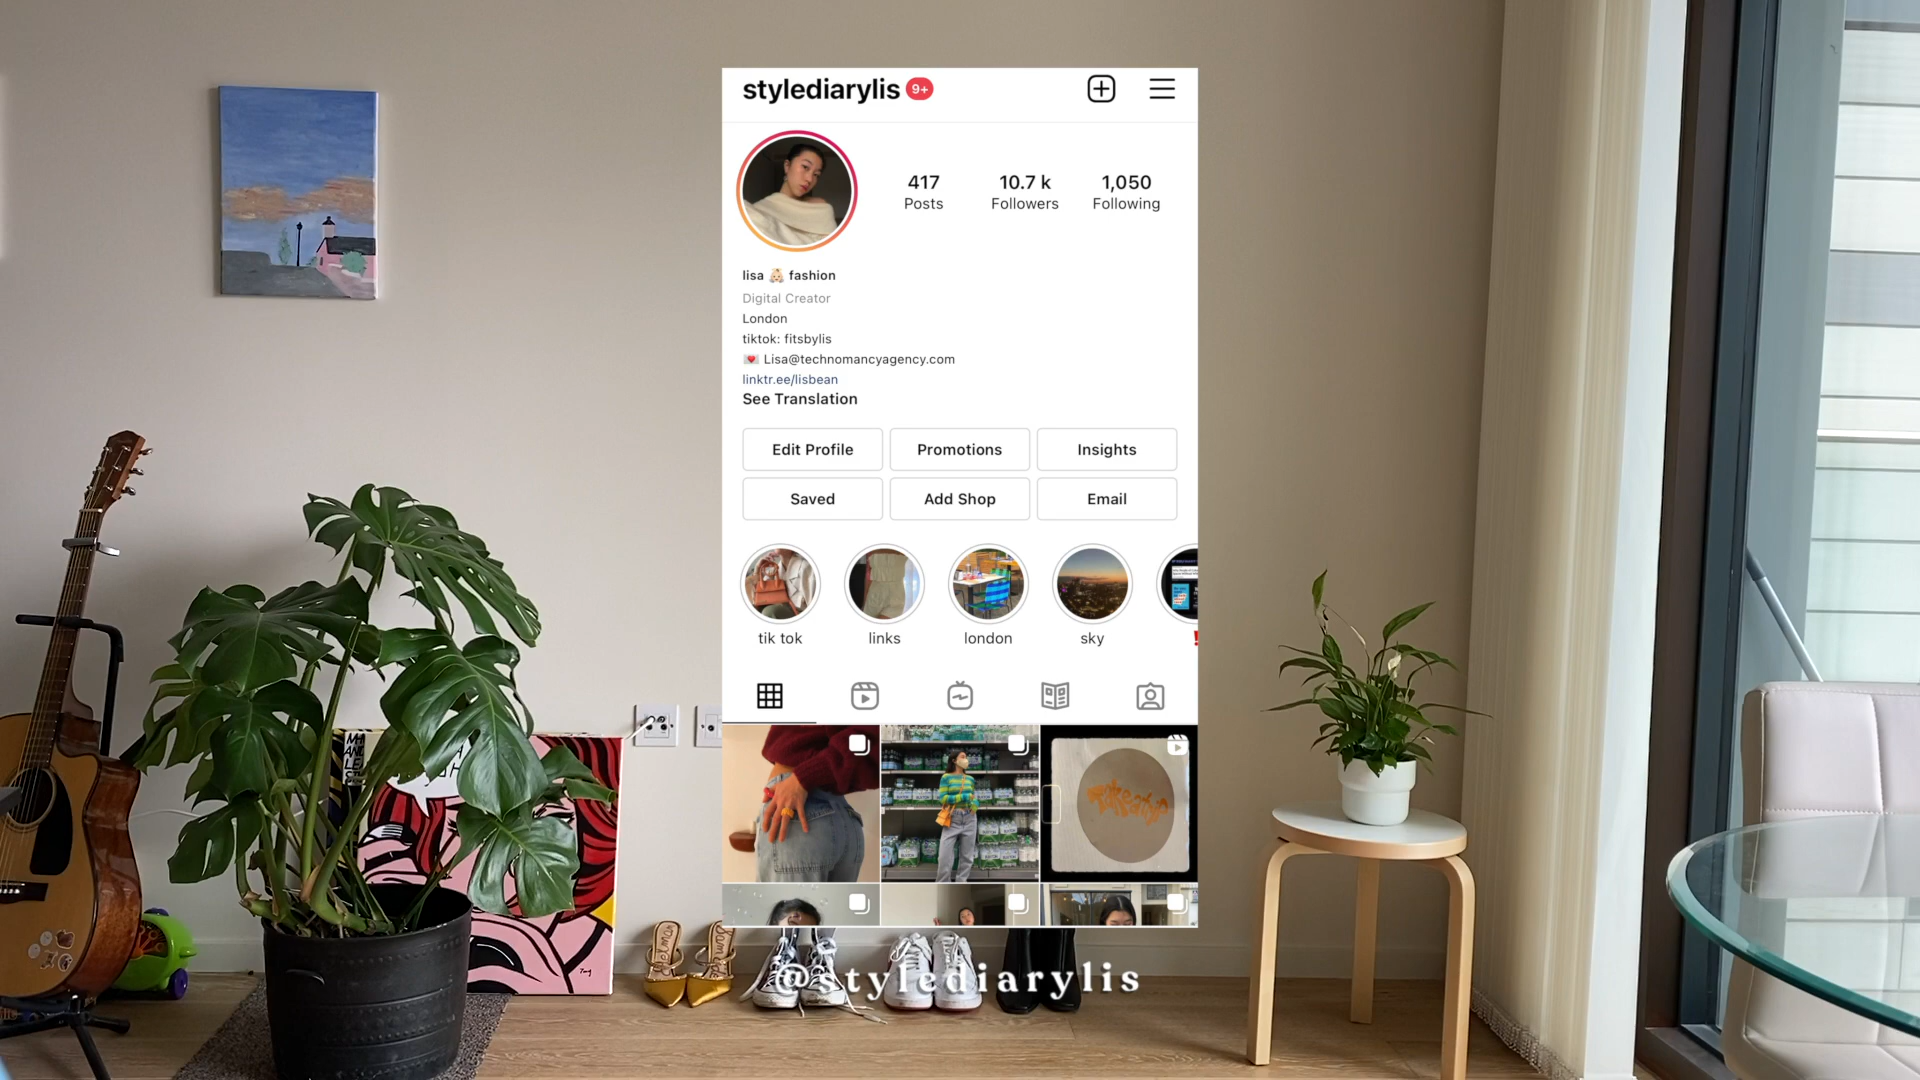 stylediarylis 9+
417 10.7 k 1,050
Posts Followers Following
lisa 👸🏻 fashion
Digital Creator
London
tiktok: fitsbylis
💌 Lisa@technomancyagency.com
linktr.ee/lisbean
See Translation
Edit Profile Promotions Insights
Saved Add Shop Email
tik tok links london sky
@stylediarylis